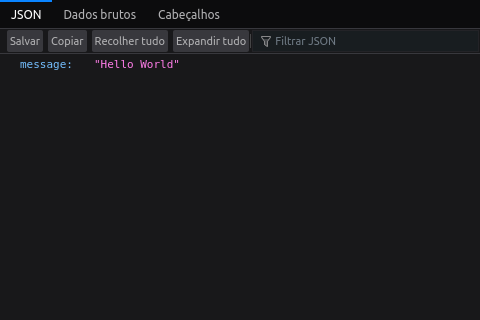 JSON Dados brutos Cabeçalhos
Salvar Copiar Recolher tudo Expandir tudo Filtrar JSON
message: "Hello World"